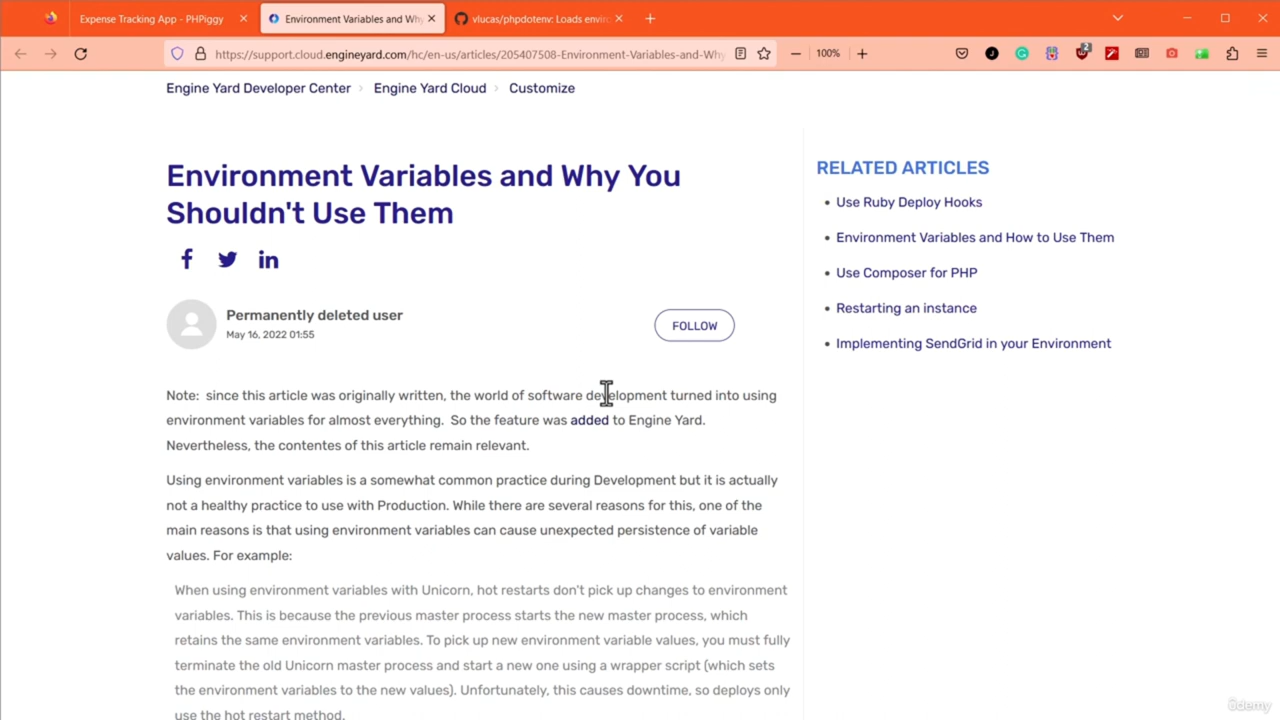 Expense Tracking App - PHPiggy
Environment Variables and Why
vlucas/phpdotenv: Loads enviro
https://support.cloud.engineyard.com/hc/en-us/articles/205407508-Environment-Variables-and-Why
100%
2
Engine Yard Developer Center > Engine Yard Cloud > Customize
Environment Variables and Why You
Shouldn't Use Them
Permanently deleted user
May 16, 2022 01:55
FOLLOW
Note: since this article was originally written, the world of software development turned into using
environment variables for almost everything. So the feature was added to Engine Yard.
Nevertheless, the contentes of this article remain relevant.
Using environment variables is a somewhat common practice during Development but it is actually
not a healthy practice to use with Production. While there are several reasons for this, one of the
main reasons is that using environment variables can cause unexpected persistence of variable
values. For example:
When using environment variables with Unicorn, hot restarts don't pick up changes to environment
variables. This is because the previous master process starts the new master process, which
retains the same environment variables. To pick up new environment variable values, you must fully
terminate the old Unicorn master process and start a new one using a wrapper script (which sets
the environment variables to the new values). Unfortunately, this causes downtime, so deploys only
use the hot restart method.
RELATED ARTICLES
Use Ruby Deploy Hooks
Environment Variables and How to Use Them
Use Composer for PHP
Restarting an instance
Implementing SendGrid in your Environment
ûdemy